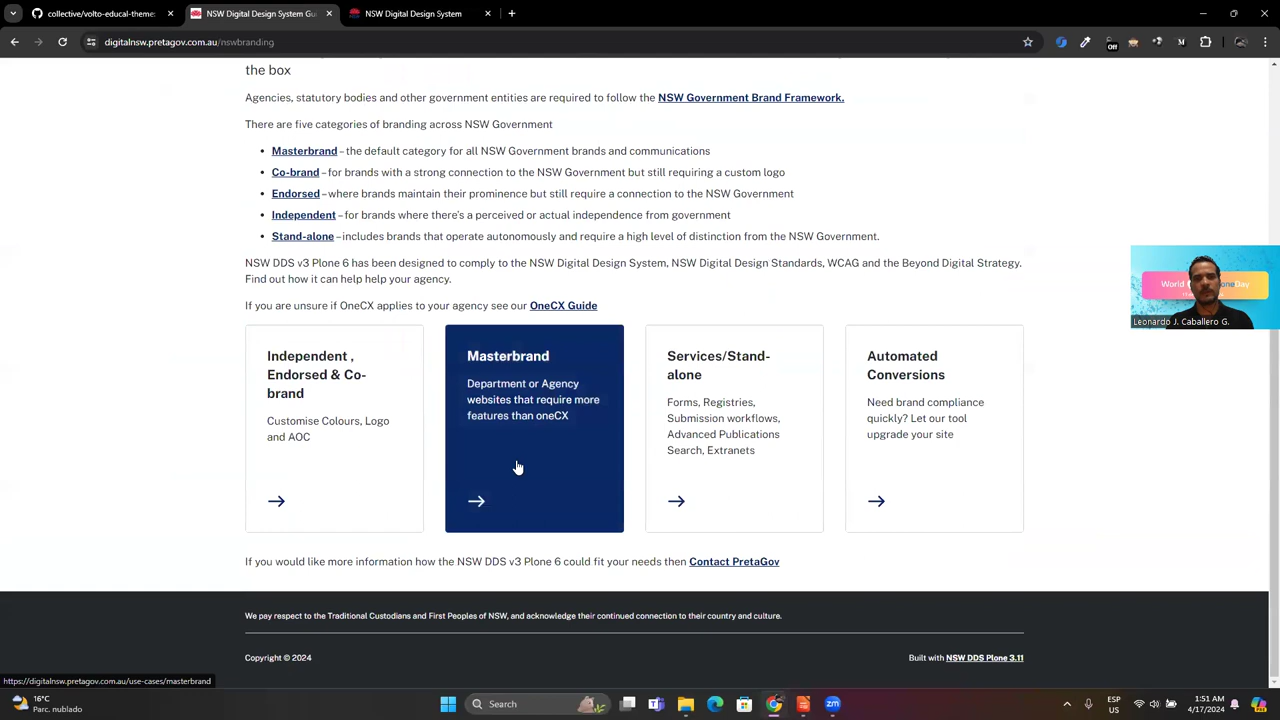 collective/volto-educal-theme:
NSW Digital Design System Gui
NSW Digital Design System
digitalnsw.pretagov.com.au/nswbranding
Off
the box
Agencies, statutory bodies and other government entities are required to follow the NSW Government Brand Framework.
There are five categories of branding across NSW Government
• Masterbrand – the default category for all NSW Government brands and communications
• Co-brand – for brands with a strong connection to the NSW Government but still requiring a custom logo
• Endorsed – where brands maintain their prominence but still require a connection to the NSW Government
• Independent – for brands where there's a perceived or actual independence from government
• Stand-alone – includes brands that operate autonomously and require a high level of distinction from the NSW Government.
NSW DDS v3 Plone 6 has been designed to comply to the NSW Digital Design System, NSW Digital Design Standards, WCAG and the Beyond Digital Strategy.
Find out how it can help help your agency.
If you are unsure if OneCX applies to your agency see our OneCX Guide
Independent ,
Endorsed & Co-
brand
Customise Colours, Logo
and AOC
Masterbrand
Department or Agency
websites that require more
features than oneCX
Services/Stand-
alone
Forms, Registries,
Submission workflows,
Advanced Publications
Search, Extranets
Automated
Conversions
Need brand compliance
quickly? Let our tool
upgrade your site
World
Day
Leonardo J. Caballero G.
If you would like more information how the NSW DDS v3 Plone 6 could fit your needs then Contact PretaGov
We pay respect to the Traditional Custodians and First Peoples of NSW, and acknowledge their continued connection to their country and culture.
Copyright © 2024
Built with NSW DDS Plone 3.11
https://digitalnsw.pretagov.com.au/use-cases/masterbrand
16°C
Parc. nublado
Search
zm
ESP
US
1:51 AM
4/17/2024